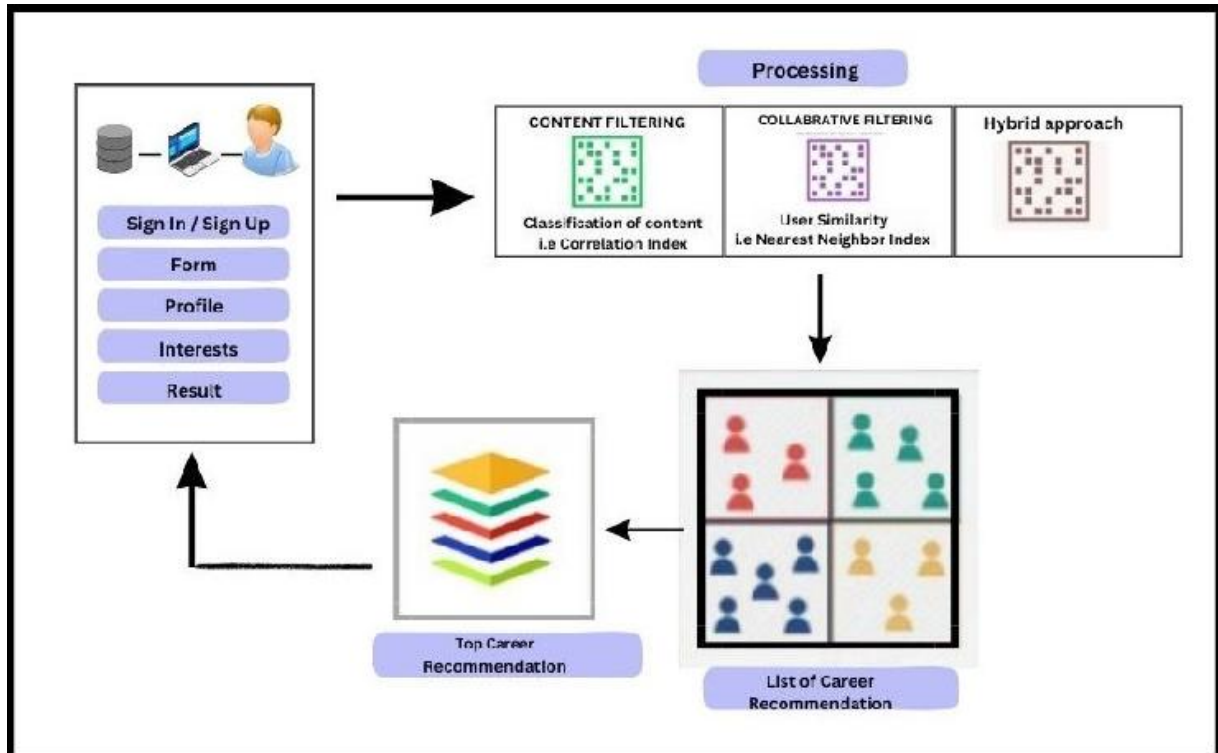 Processing
CONTENT FILTERING
Classification of content
i.e Correlation Index
COLLABRATIVE FILTERING
User Similarity
i.e Nearest Neighbor Index
Hybrid approach
Sign In / Sign Up
Form
Profile
Interests
Result
Top Career
Recommendation
List of Career
Recommendation